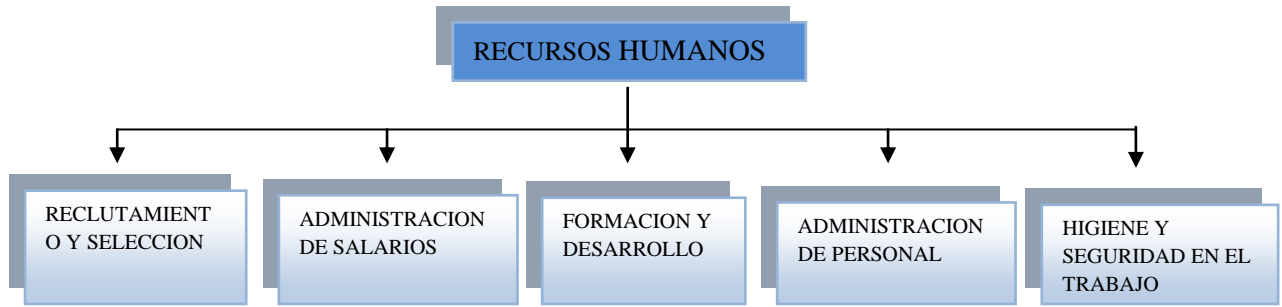 RECURSOS HUMANOS
RECLUTAMIENT
O Y SELECCION
ADMINISTRACION
DE SALARIOS
FORMACION Y
DESARROLLO
ADMINISTRACION
DE PERSONAL
HIGIENE Y
SEGURIDAD EN EL
TRABAJO